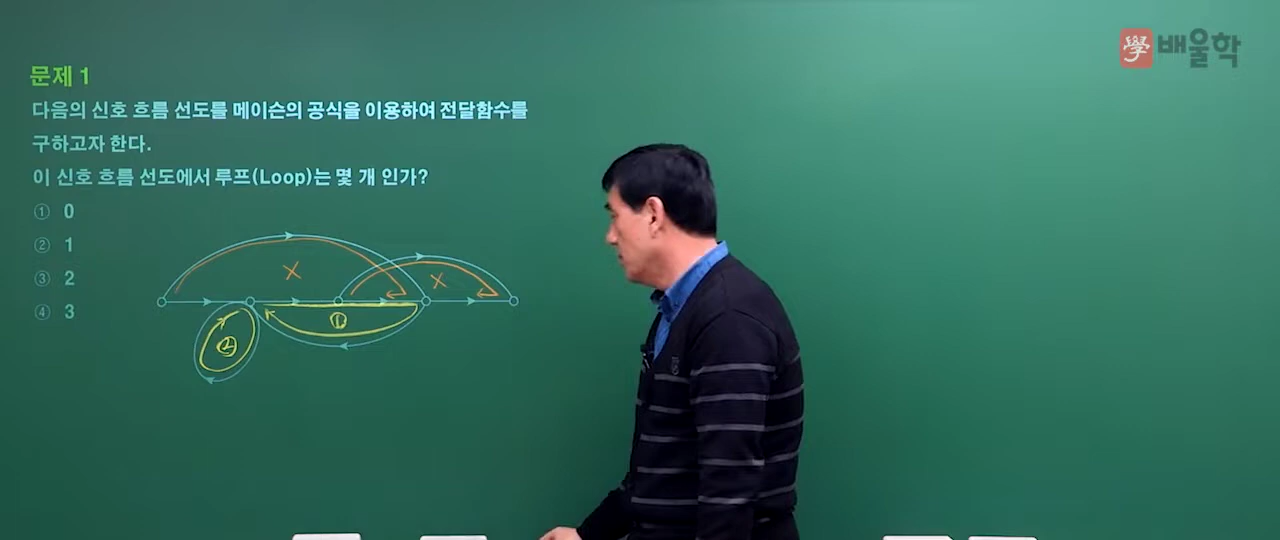 學 배울학
문제 1
다음의 신호 흐름 선도를 메이슨의 공식을 이용하여 전달함수를
구하고자 한다.
이 신호 흐름 선도에서 루프(Loop)는 몇 개 인가?
① 0
② 1
③ 2
④ 3
×
×
①
②